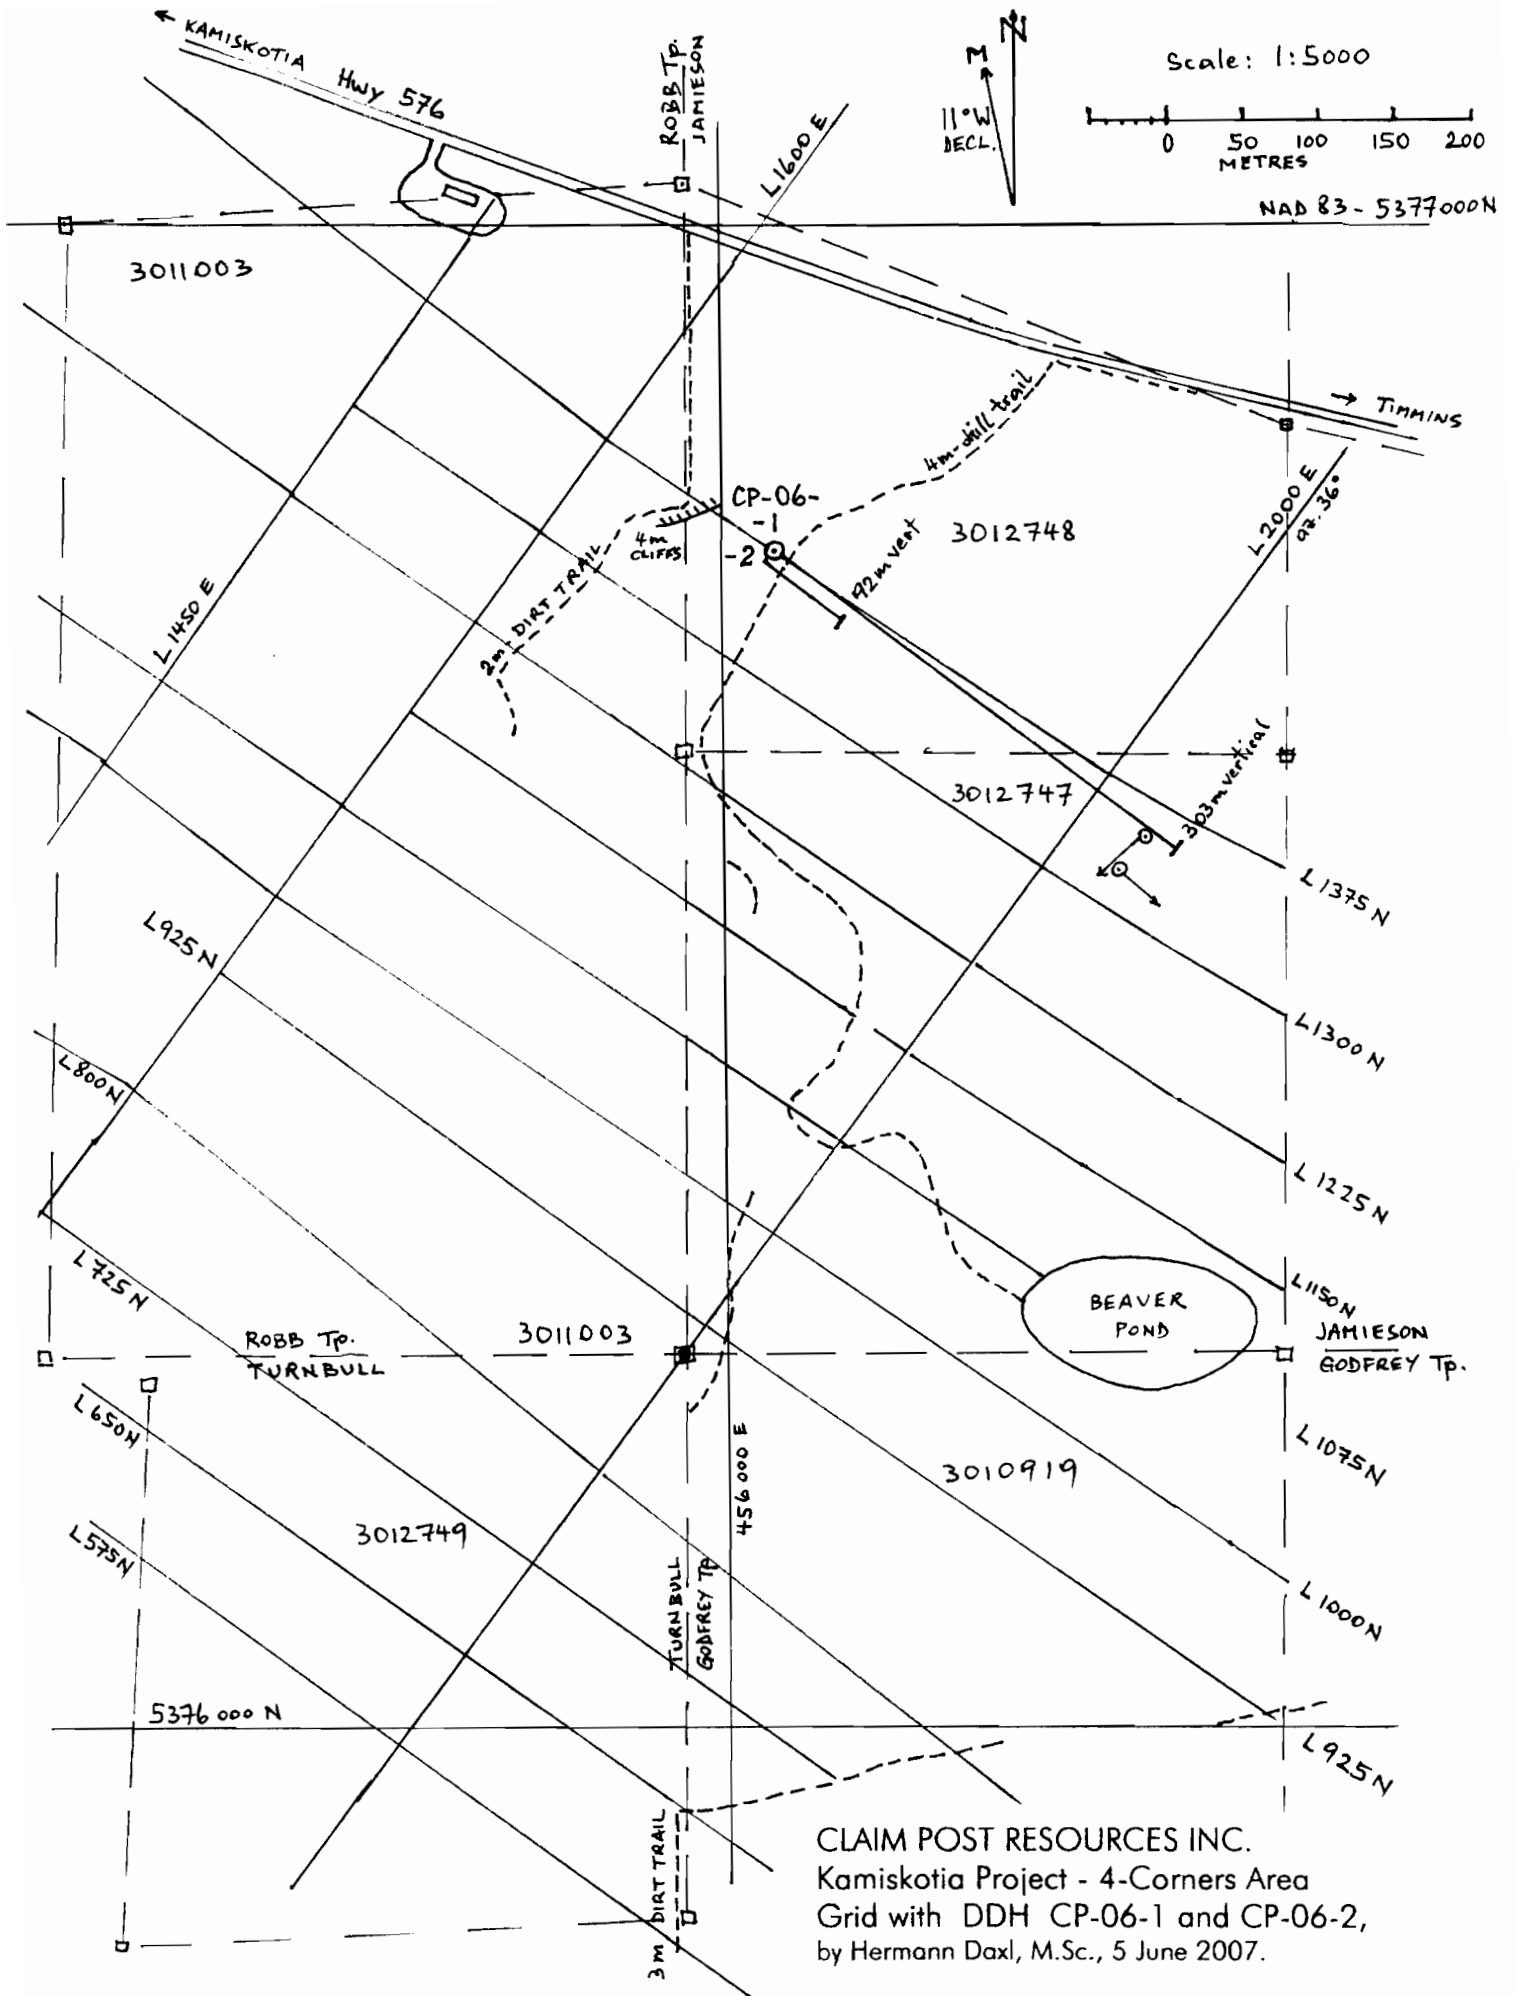 ← KAMISKOTIA
Hwy 576
ROBB Tp.
JAMIESON
L1600 E
N
M
11°W
DECL.
Scale: 1:5000
0 50 100 150 200
METRES
NAD 83 - 5377000N
3011003
4m-drill trail
→ TIMMINS
L2000 E
az. 36°
CP-06-
-1
-2
4m
CLIFFS
92m vent
3012748
2m-DIRT TRAIL
L1450 E
3012747
303m vertical
L1375 N
L925 N
L1300 N
L800 N
L1225 N
L725 N
L1150 N
BEAVER
POND
ROBB Tp.
TURNBULL
3011003
JAMIESON
GODFREY Tp.
L650N
L1075 N
456000 E
3010919
3012749
L575N
L1000 N
TURNBULL
GODFREY Tp
5376000 N
L925 N
3m DIRT TRAIL
CLAIM POST RESOURCES INC.
Kamiskotia Project - 4-Corners Area
Grid with DDH CP-06-1 and CP-06-2,
by Hermann Daxl, M.Sc., 5 June 2007.